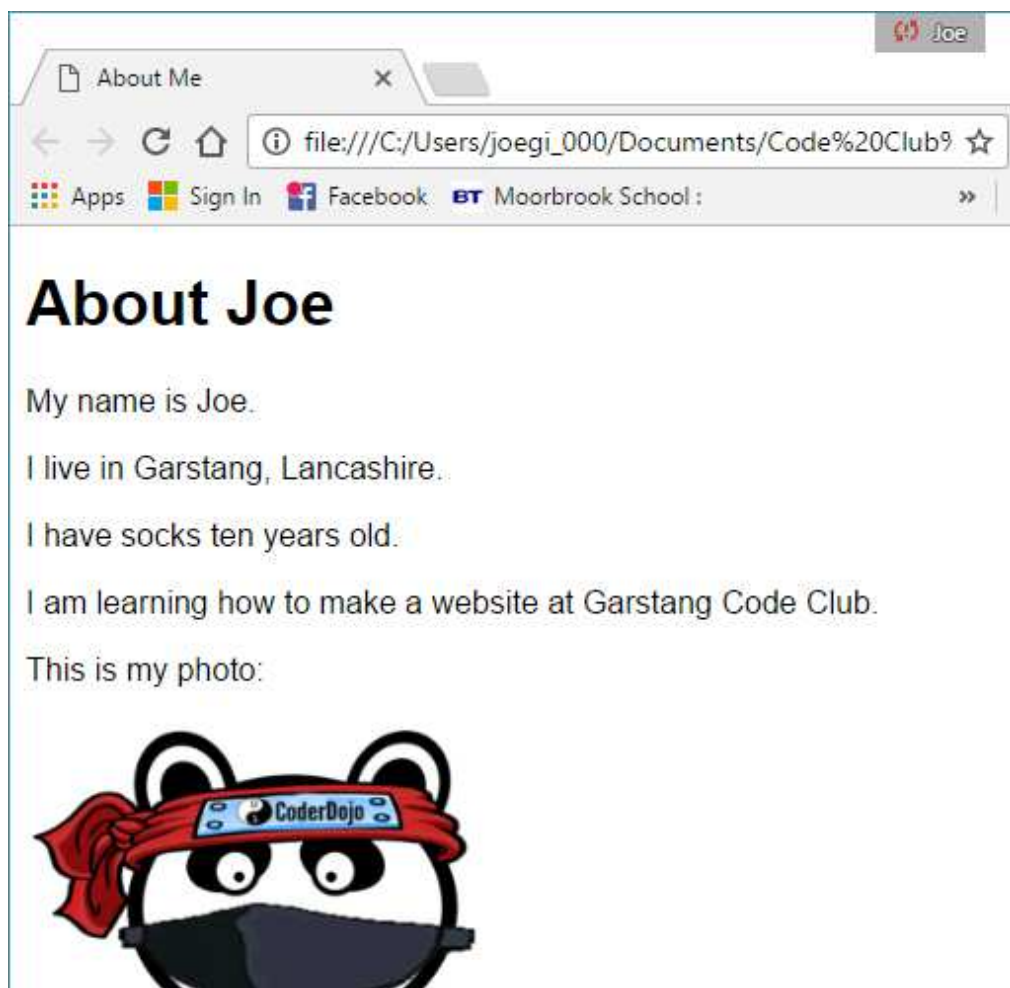 Joe
About Me
file:///C:/Users/joegi_000/Documents/Code%20Club%
Apps Sign In Facebook BT Moorbrook School : »
About Joe
My name is Joe.
I live in Garstang, Lancashire.
I have socks ten years old.
I am learning how to make a website at Garstang Code Club.
This is my photo:
CoderDojo